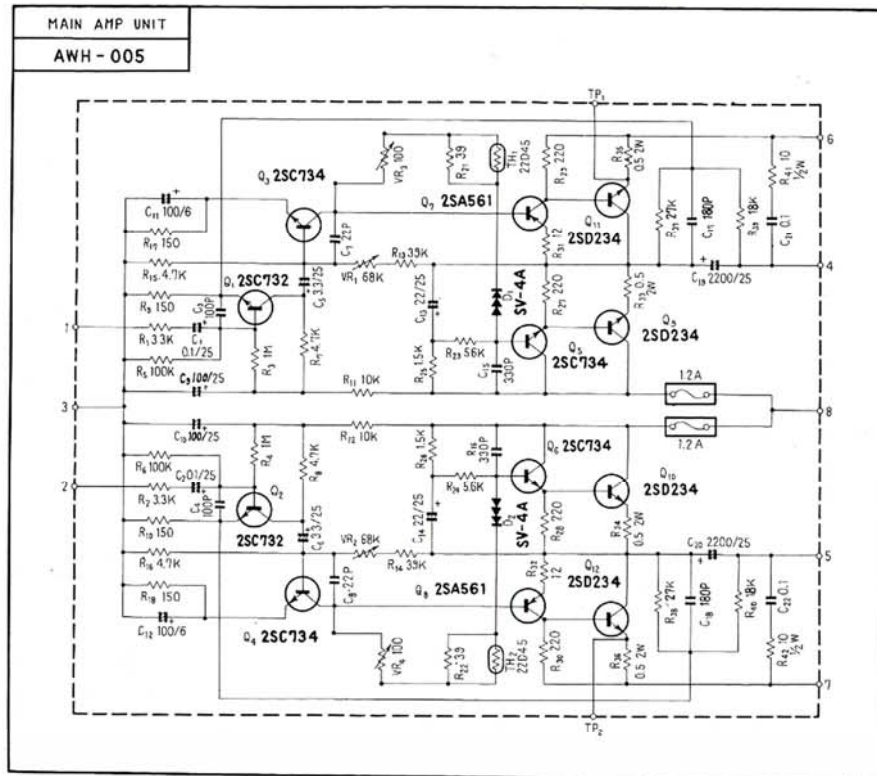 MAIN AMP UNIT
AWH-005
TP1
6
R35
0.5 2W
R41 10
½W
VR3 100
R21 39
TH1
22D45
R25 220
Q3 2SC734
C11 100/6
Q7 2SA561
Q11
2SD234
R37 27K
C17 180P
R39 18K
C21 0.1
R17 150
C7 22P
R31 12
R15 4.7K
VR1 68K
R13 39K
C19 2200/25
4
Q1 2SC732
C5 3.3/25
C13 22/25
D1
SV-4A
R27 220
R33 0.5
2W
R9 150
C3
100P
1
R1 3.3K
C1
0.1/25
R7 4.7K
R23 5.6K
Q5
2SC734
Q9
2SD234
R5 100K
R3 1M
R25 1.5K
C15
330P
C9 100/25
R11 10K
1.2A
3
8
C10 100/25
R12 10K
1.2A
R6 100K
R4 1M
R8 4.7K
R26 1.5K
R16
330P
Q6 2SC734
C2 0.1/25
2
R2 3.3K
C4
100P
Q2
R24 5.6K
Q10
2SD234
R10 150
2SC732
C6 3.3/25
C14 22/25
D2
SV-4A
R28 220
R34
0.5 2W
R16 4.7K
VR2 68K
R14 39K
C20 2200/25
5
R18 150
C8 22P
Q8 2SA561
R32
12
Q12
2SD234
R38 27K
C18 180P
R40 18K
C22 0.1
C12 100/6
Q4 2SC734
VR4 100
R22 39
TH2
22D45
R30 220
R36
0.5 2W
R42 10
½W
7
TP2